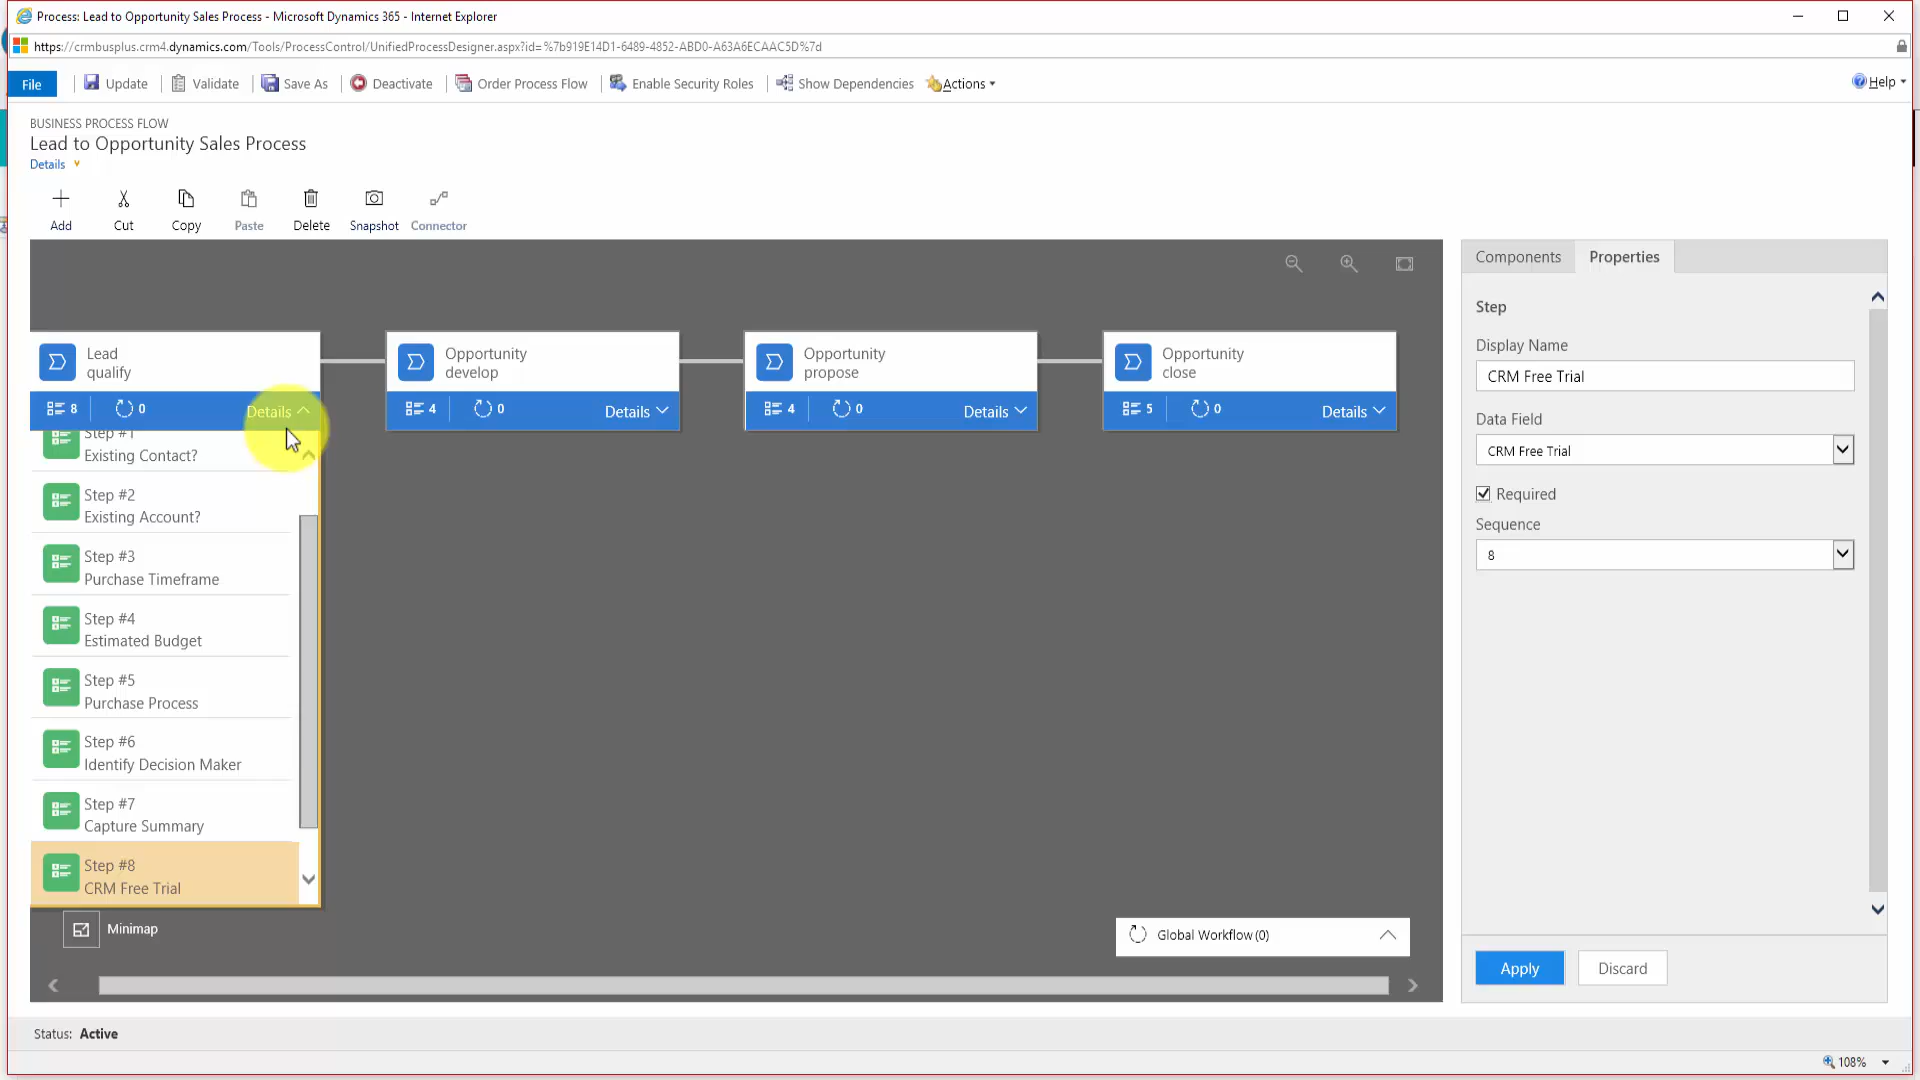 Process: Lead to Opportunity Sales Process - Microsoft Dynamics 365 - Internet Explorer
https://crmbusplus.crm4.dynamics.com/Tools/ProcessControl/UnifiedProcessDesigner.aspx?id=%7b919E14D1-6489-4852-ABD0-A63A6ECAAC5D%7d
File Update Validate Save As Deactivate Order Process Flow Enable Security Roles Show Dependencies Actions Help
BUSINESS PROCESS FLOW
Lead to Opportunity Sales Process
Details
Add Cut Copy Paste Delete Snapshot Connector
Components Properties
Lead
qualify
8 0 Details
Opportunity
develop
4 0 Details
Opportunity
propose
4 0 Details
Opportunity
close
5 0 Details
Step #1
Existing Contact?
Step #2
Existing Account?
Step #3
Purchase Timeframe
Step #4
Estimated Budget
Step #5
Purchase Process
Step #6
Identify Decision Maker
Step #7
Capture Summary
Step #8
CRM Free Trial
Minimap
Global Workflow (0)
Step
Display Name
CRM Free Trial
Data Field
CRM Free Trial
Required
Sequence
8
Apply Discard
Status: Active
108%